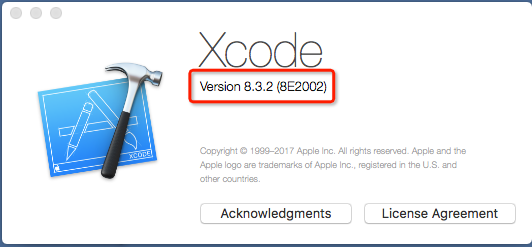 Xcode
Version 8.3.2 (8E2002)
XCODE
Copyright © 1999–2017 Apple Inc. All rights reserved. Apple and the
Apple logo are trademarks of Apple Inc., registered in the U.S. and
other countries.
Acknowledgments
License Agreement